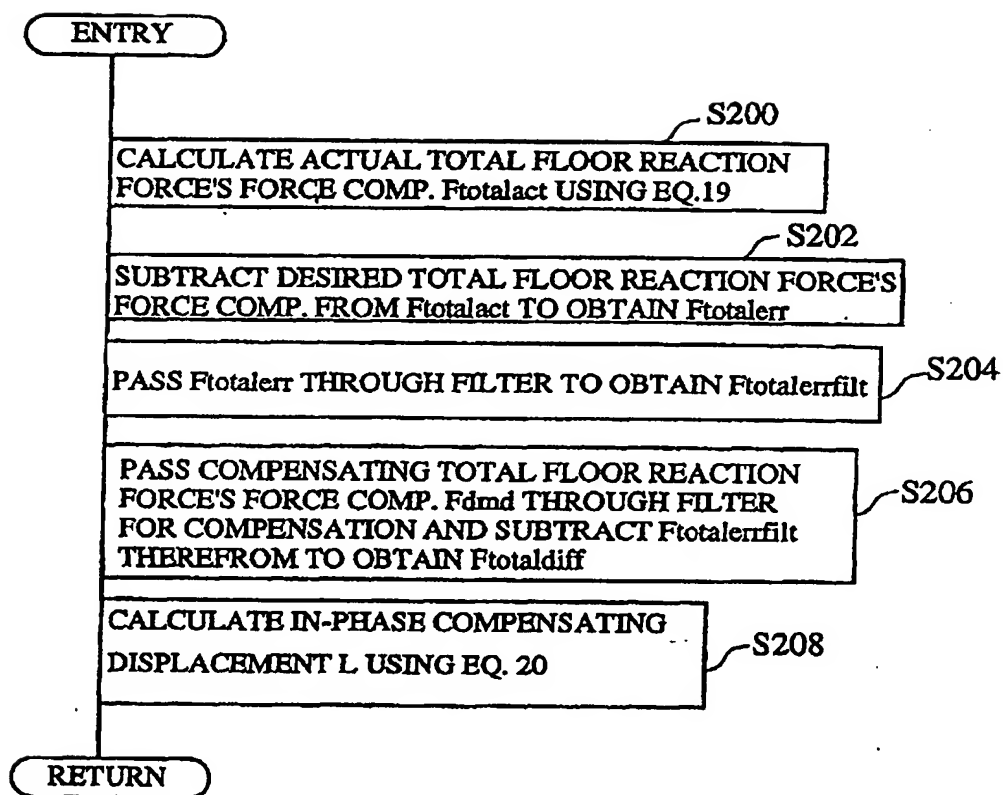 ENTRY
S200
CALCULATE ACTUAL TOTAL FLOOR REACTION
FORCE'S FORCE COMP. Ftotalact USING EQ.19
S202
SUBTRACT DESIRED TOTAL FLOOR REACTION FORCE'S
FORCE COMP. FROM Ftotalact TO OBTAIN Ftotalerr
PASS Ftotalerr THROUGH FILTER TO OBTAIN Ftotalerrfilt
S204
PASS COMPENSATING TOTAL FLOOR REACTION
FORCE'S FORCE COMP. Fdmd THROUGH FILTER
FOR COMPENSATION AND SUBTRACT Ftotalerrfilt
THEREFROM TO OBTAIN Ftotaldiff
S206
CALCULATE IN-PHASE COMPENSATING
DISPLACEMENT L USING EQ. 20
S208
RETURN